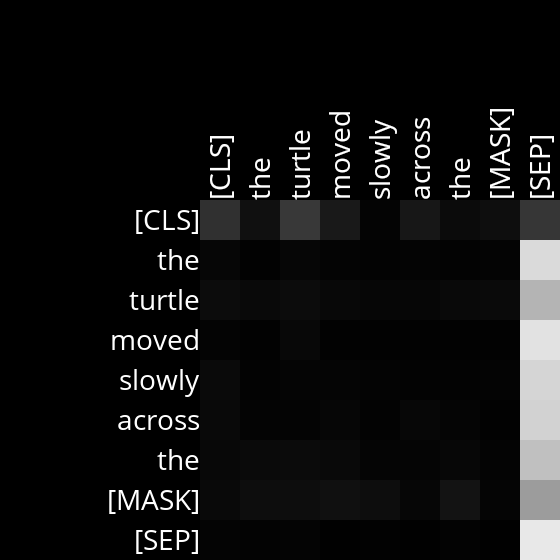 [CLS] the turtle moved slowly across the [MASK] [SEP]
[CLS]
the
turtle
moved
slowly
across
the
[MASK]
[SEP]